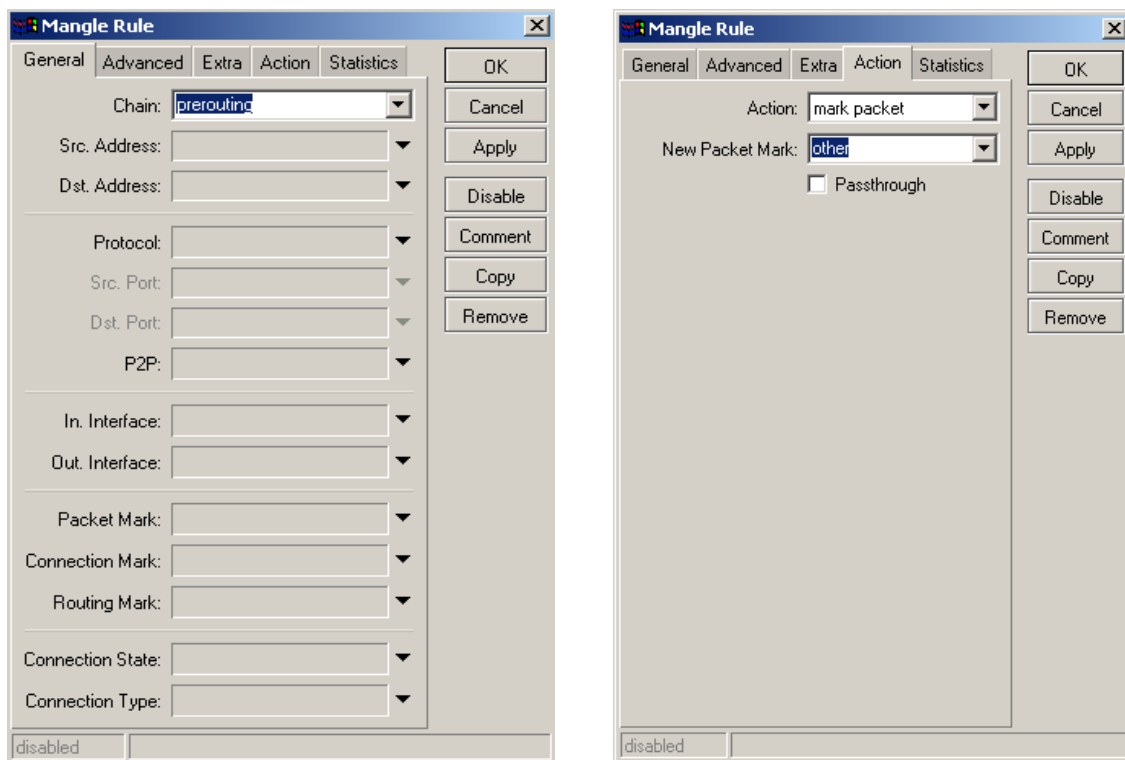 Mangle Rule
General Advanced Extra Action Statistics
Chain: prerouting
Src. Address:
Dst. Address:
Protocol:
Src. Port:
Dst. Port:
P2P:
In. Interface:
Out. Interface:
Packet Mark:
Connection Mark:
Routing Mark:
Connection State:
Connection Type:
OK
Cancel
Apply
Disable
Comment
Copy
Remove
disabled
Mangle Rule
General Advanced Extra Action Statistics
Action: mark packet
New Packet Mark: other
Passthrough
OK
Cancel
Apply
Disable
Comment
Copy
Remove
disabled